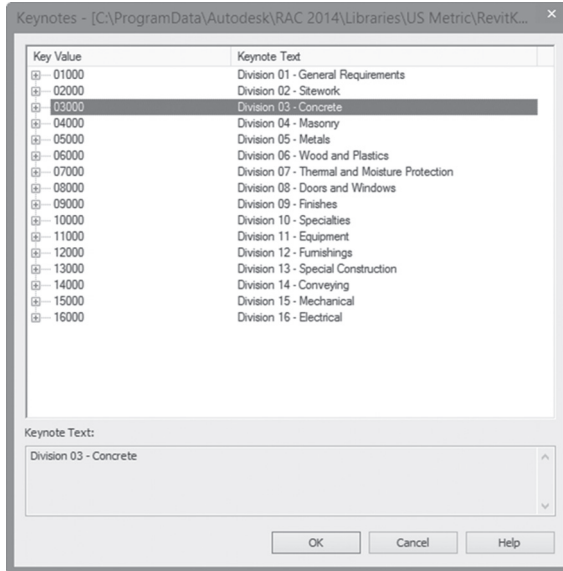 Keynotes - [C:\ProgramData\Autodesk\RAC 2014\Libraries\US Metric\RevitK...
Key Value Keynote Text
01000 Division 01 - General Requirements
02000 Division 02 - Sitework
03000 Division 03 - Concrete
04000 Division 04 - Masonry
05000 Division 05 - Metals
06000 Division 06 - Wood and Plastics
07000 Division 07 - Thermal and Moisture Protection
08000 Division 08 - Doors and Windows
09000 Division 09 - Finishes
10000 Division 10 - Specialties
11000 Division 11 - Equipment
12000 Division 12 - Furnishings
13000 Division 13 - Special Construction
14000 Division 14 - Conveying
15000 Division 15 - Mechanical
16000 Division 16 - Electrical
Keynote Text:
Division 03 - Concrete
OK Cancel Help